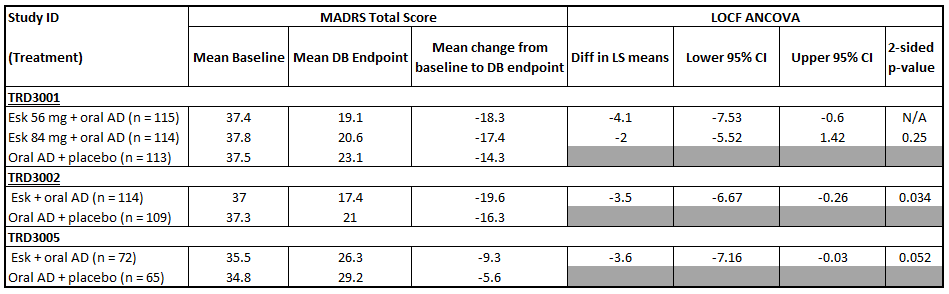 Study ID MADRS Total Score LOCF ANCOVA
(Treatment) Mean Baseline Mean DB Endpoint Mean change from baseline to DB endpoint Diff in LS means Lower 95% CI Upper 95% CI 2-sided p-value
TRD3001
Esk 56 mg + oral AD (n = 115) 37.4 19.1 -18.3 -4.1 -7.53 -0.6 N/A
Esk 84 mg + oral AD (n = 114) 37.8 20.6 -17.4 -2 -5.52 1.42 0.25
Oral AD + placebo (n = 113) 37.5 23.1 -14.3
TRD3002
Esk + oral AD (n = 114) 37 17.4 -19.6 -3.5 -6.67 -0.26 0.034
Oral AD + placebo (n = 109) 37.3 21 -16.3
TRD3005
Esk + oral AD (n = 72) 35.5 26.3 -9.3 -3.6 -7.16 -0.03 0.052
Oral AD + placebo (n = 65) 34.8 29.2 -5.6